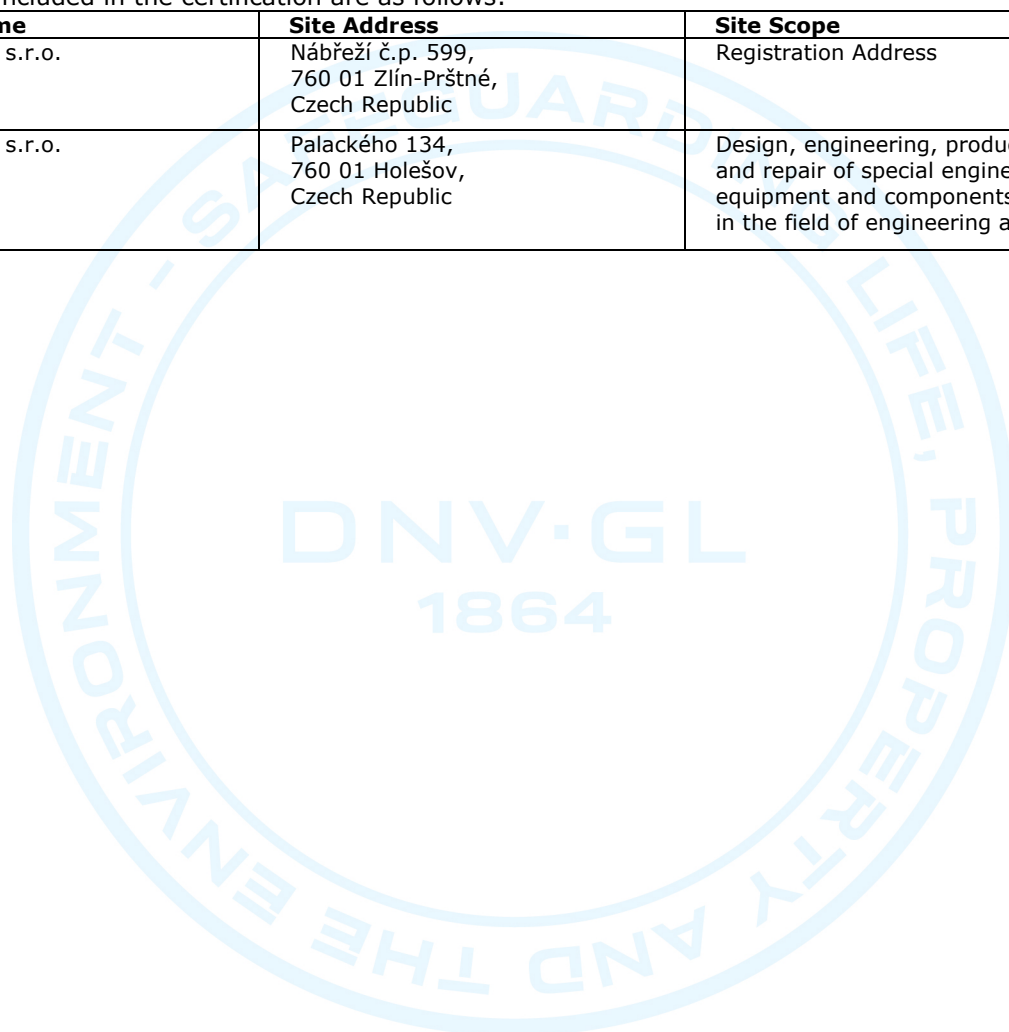 included in the certification are as follows:
me Site Address Site Scope
s.r.o. Nábřeží č.p. 599, Registration Address
760 01 Zlín-Prštné,
Czech Republic
s.r.o. Palackého 134, Design, engineering, produc
760 01 Holešov, and repair of special engine
Czech Republic equipment and components
in the field of engineering a
SAFEGUARDING LIFE, PROPERTY AND THE ENVIRONMENT -
DNV·GL
1864